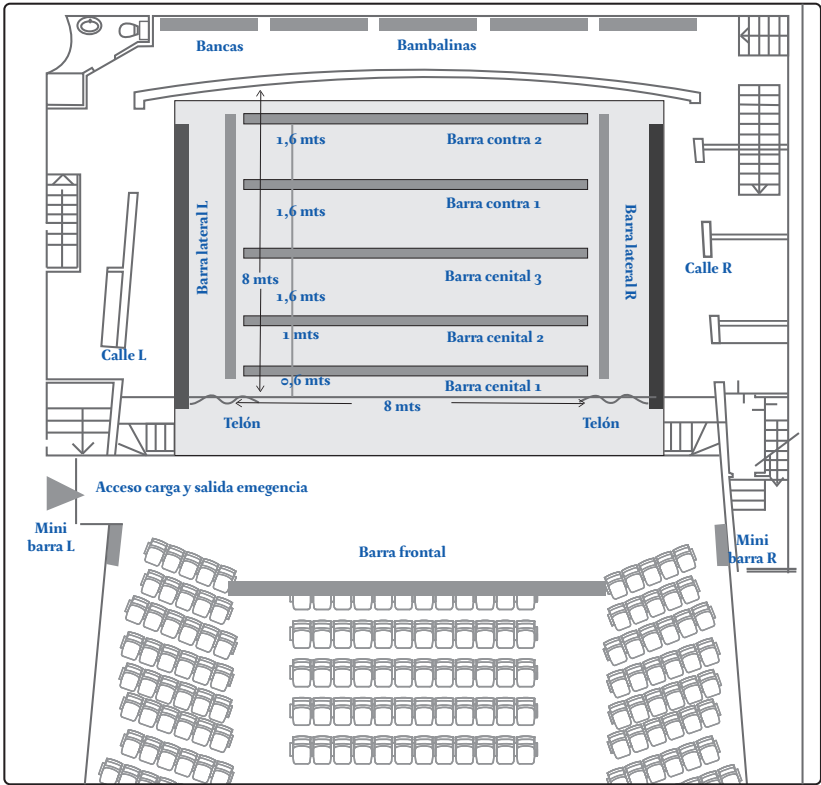 Bancas
Bambalinas
1,6 mts
Barra contra 2
1,6 mts
Barra contra 1
Barra lateral L
Barra lateral R
Calle R
8 mts
Barra cenital 3
1,6 mts
1 mts
Barra cenital 2
Calle L
0,6 mts
Barra cenital 1
8 mts
Telón
Telón
Acceso carga y salida emegencia
Mini
barra L
Barra frontal
Mini
barra R